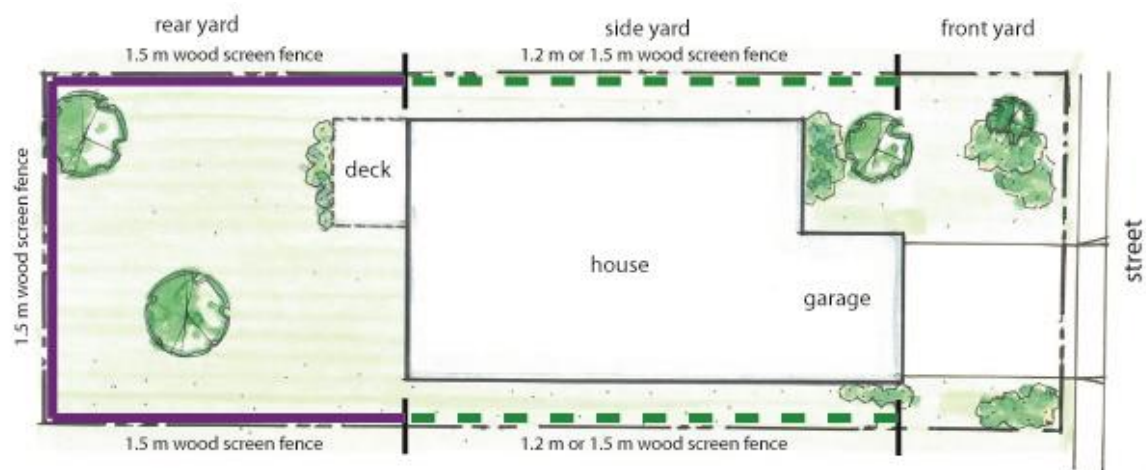 rear yard
side yard
front yard
1.5 m wood screen fence
1.2 m or 1.5 m wood screen fence
1.5 m wood screen fence
deck
house
garage
street
1.5 m wood screen fence
1.2 m or 1.5 m wood screen fence